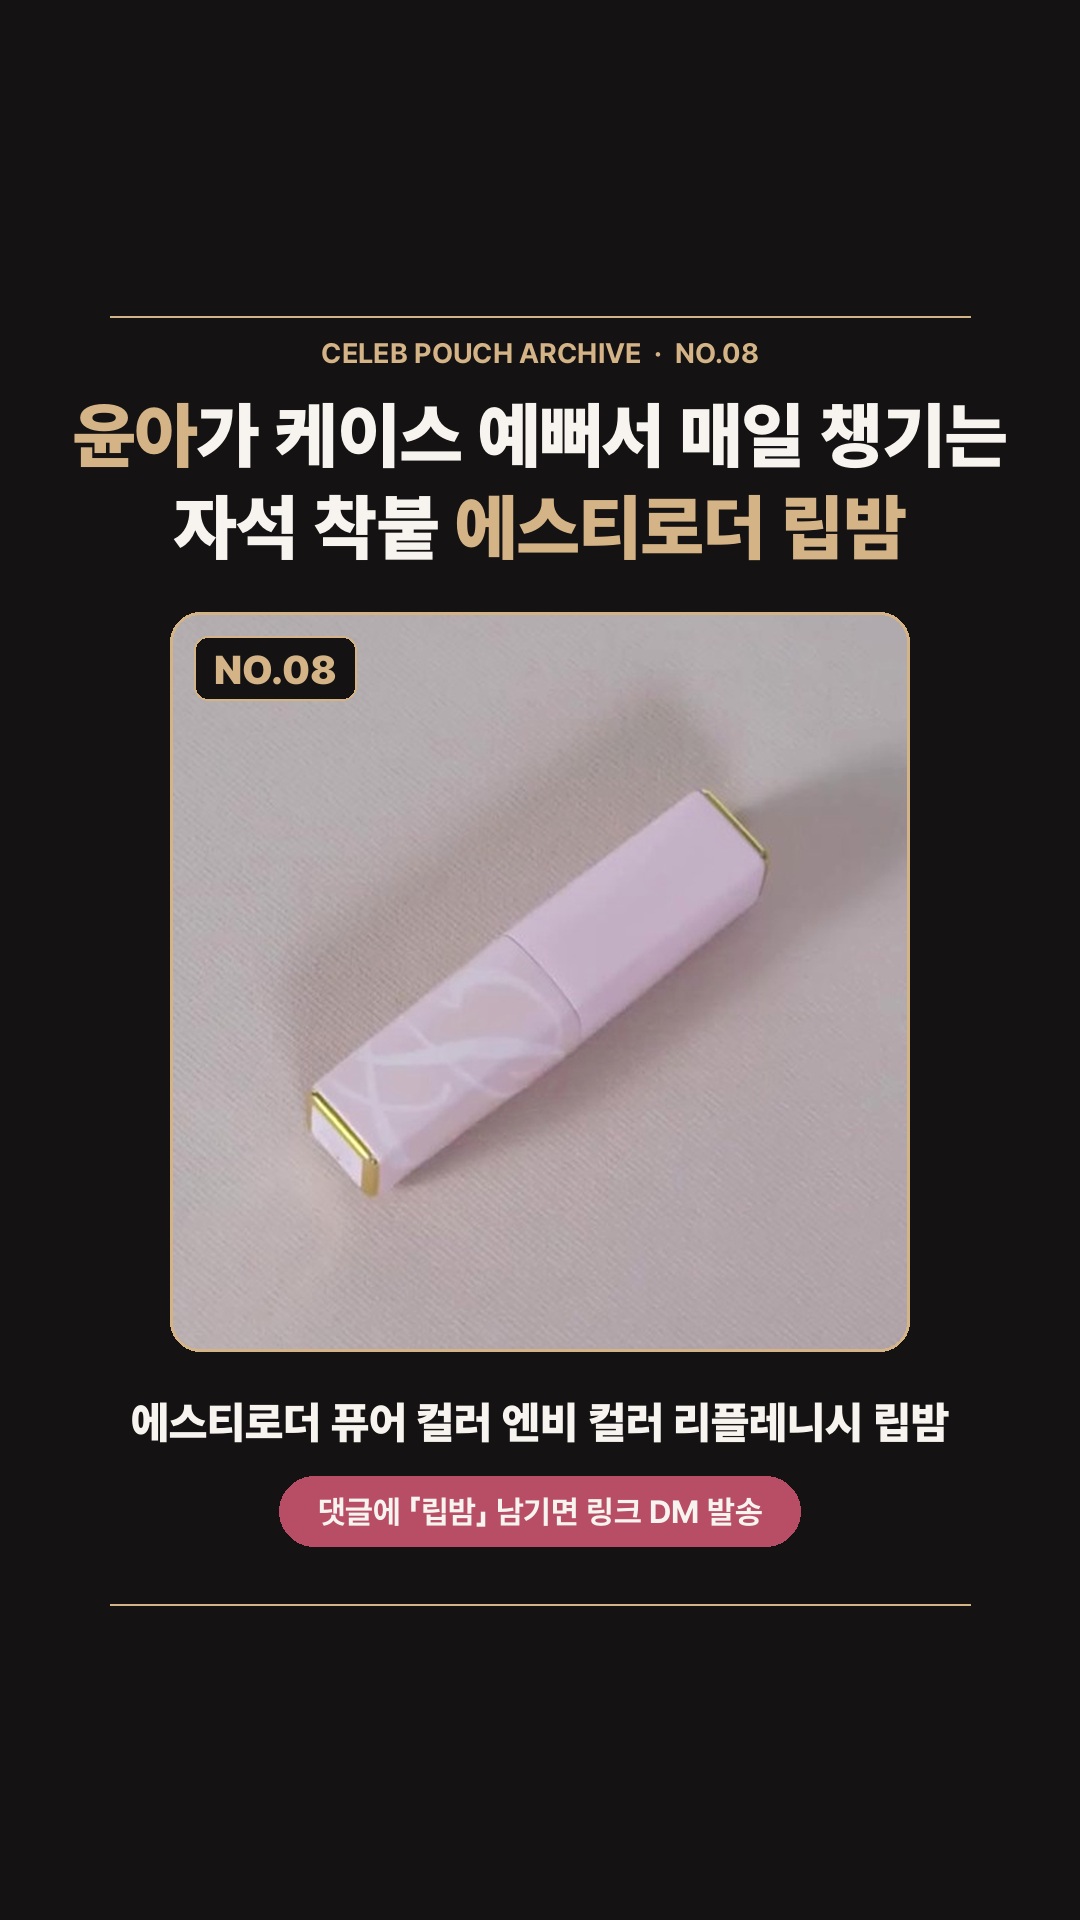 CELEB POUCH ARCHIVE · NO.08
윤아가 케이스 예뻐서 매일 챙기는
자석 착붙 에스티로더 립밤
NO.08
에스티로더 퓨어 컬러 엔비 컬러 리플레니시 립밤
댓글에 「립밤」 남기면 링크 DM 발송